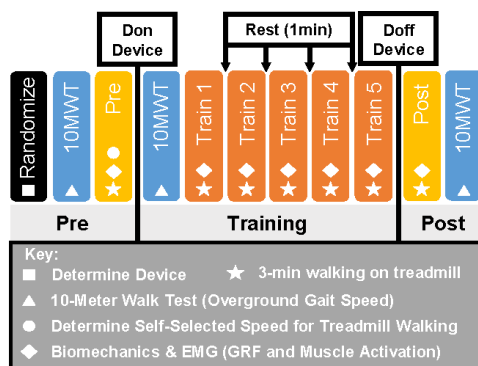 Don
Device
Rest (1min)
Doff
Device
Randomize
10MWT
Pre
10MWT
Train 1
Train 2
Train 3
Train 4
Train 5
Post
10MWT
Pre
Training
Post
Key:
Determine Device
3-min walking on treadmill
10-Meter Walk Test (Overground Gait Speed)
Determine Self-Selected Speed for Treadmill Walking
Biomechanics & EMG (GRF and Muscle Activation)